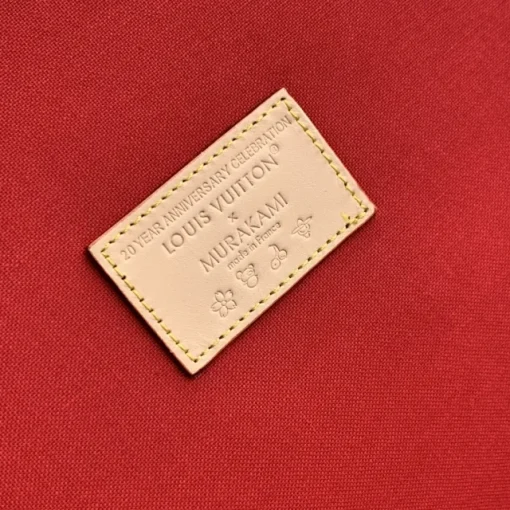 20 YEAR ANNIVERSARY CELEBRATION
LOUIS VUITTON®
×
MURAKAMI
made in France